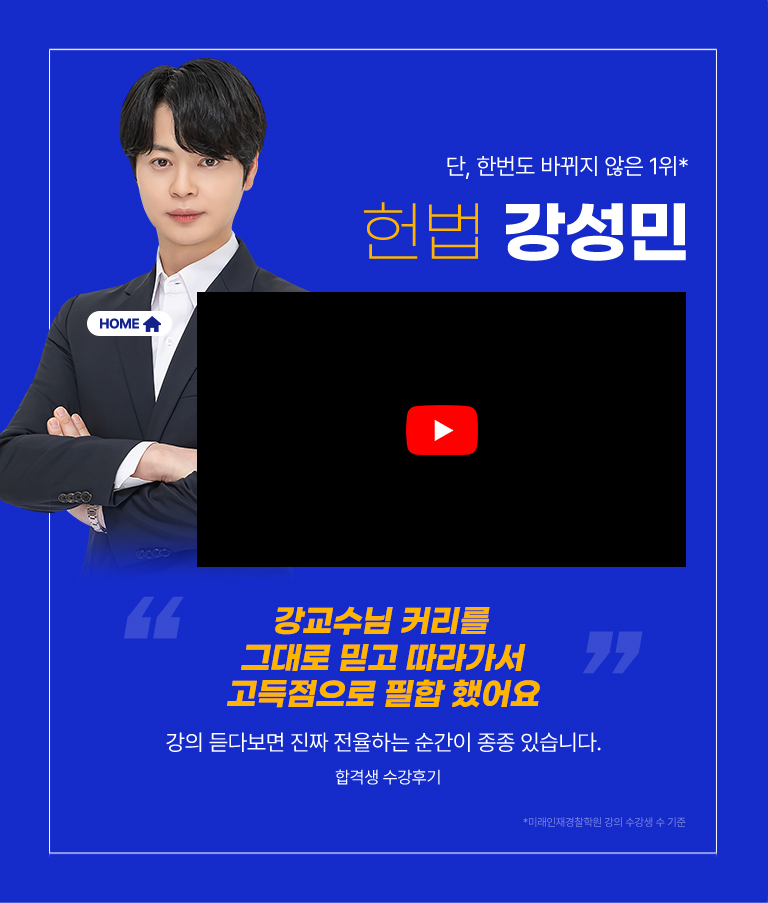 단, 한번도 바뀌지 않은 1위*
헌법 강성민
HOME
“
강교수님 커리를
그대로 믿고 따라가서
고득점으로 필합 했어요
”
강의 듣다보면 진짜 전율하는 순간이 종종 있습니다.
합격생 수강후기
*미래인재경찰학원 강의 수강생 수 기준